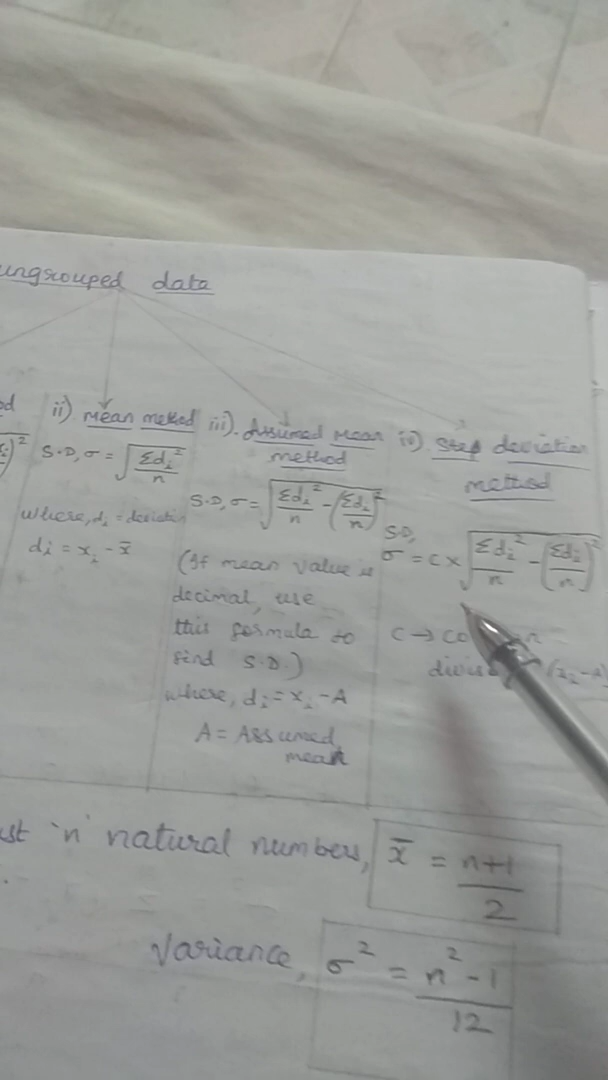 ungrouped data
ii) Mean method
S.D, σ = √(Σdᵢ²/n)
where, dᵢ = deviation
dᵢ = xᵢ - x̄
iii). Assumed Mean
method
S.D, σ = √(Σdᵢ²/n - (Σdᵢ/n)²)
(If mean value is
decimal, use
this formula to
find S.D.)
where, dᵢ = xᵢ - A
A = Assumed
mean
iv) Step deviation
method
S.D,
σ = C × √(Σdᵢ²/n - (Σdᵢ/n)²)
C →
'n' natural numbers, x̄ = n+1/2
Variance, σ² = n²-1/12